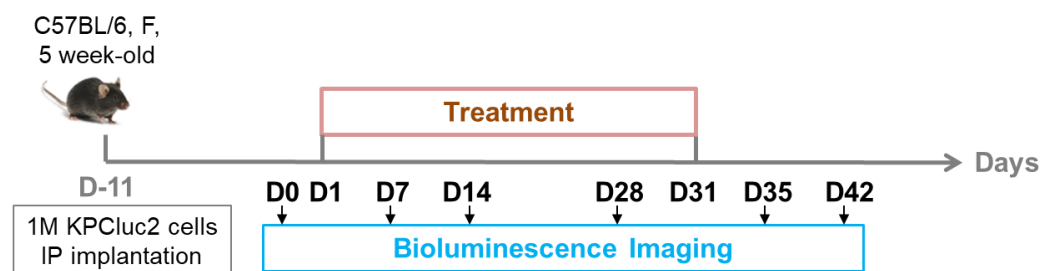 C57BL/6, F,
5 week-old
Treatment
Days
D-11
D0 D1 D7 D14 D28 D31 D35 D42
1M KPCluc2 cells
IP implantation
Bioluminescence Imaging